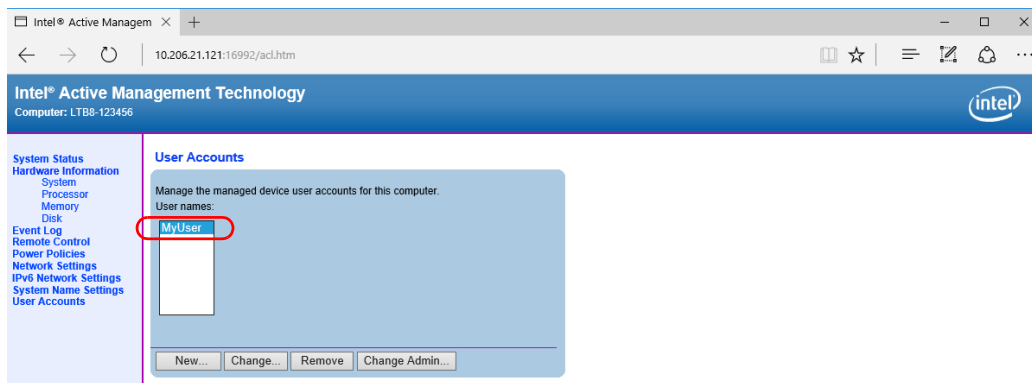 Intel® Active Managem
10.206.21.121:16992/acl.htm
Intel® Active Management Technology
Computer: LTB8-123456
intel
System Status
Hardware Information
System
Processor
Memory
Disk
Event Log
Remote Control
Power Policies
Network Settings
IPv6 Network Settings
System Name Settings
User Accounts
User Accounts
Manage the managed device user accounts for this computer.
User names:
MyUser
New... Change... Remove Change Admin...